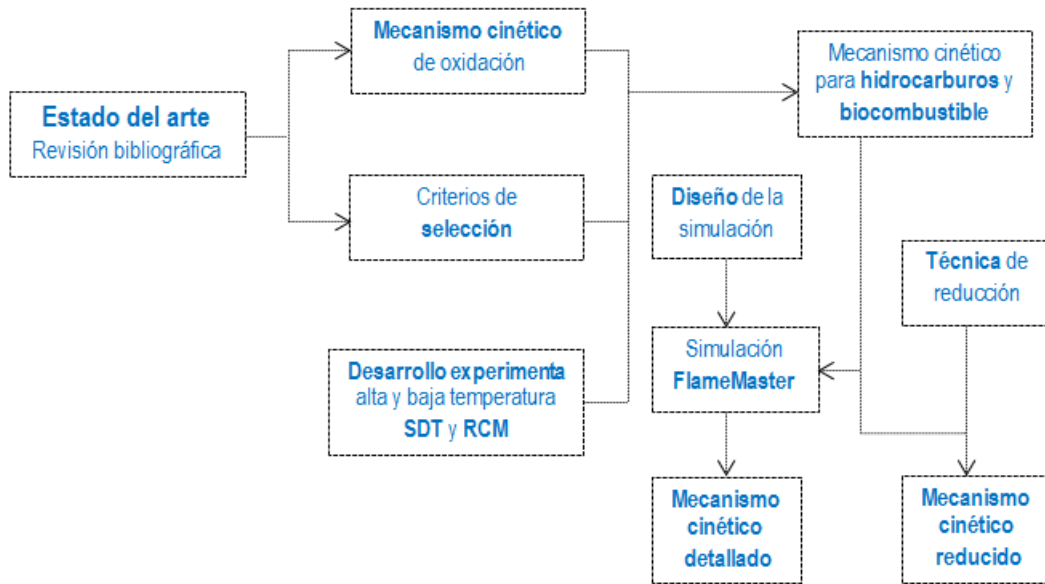 Mecanismo cinético
de oxidación
Mecanismo cinético
para hidrocarburos y
biocombustible
Estado del arte
Revisión bibliográfica
Criterios de
selección
Diseño de la
simulación
Técnica de
reducción
Desarrollo experimenta
alta y baja temperatura
SDT y RCM
Simulación
FlameMaster
Mecanismo
cinético
detallado
Mecanismo
cinético
reducido